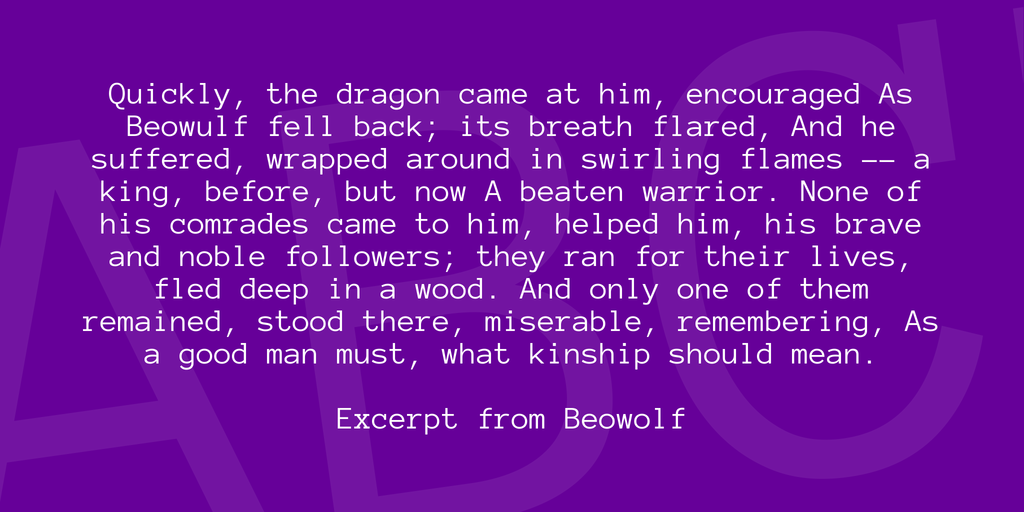 Quickly, the dragon came at him, encouraged As
Beowulf fell back; its breath flared, And he
suffered, wrapped around in swirling flames -- a
king, before, but now A beaten warrior. None of
his comrades came to him, helped him, his brave
and noble followers; they ran for their lives,
fled deep in a wood. And only one of them
remained, stood there, miserable, remembering, As
a good man must, what kinship should mean.
Excerpt from Beowolf
ABC